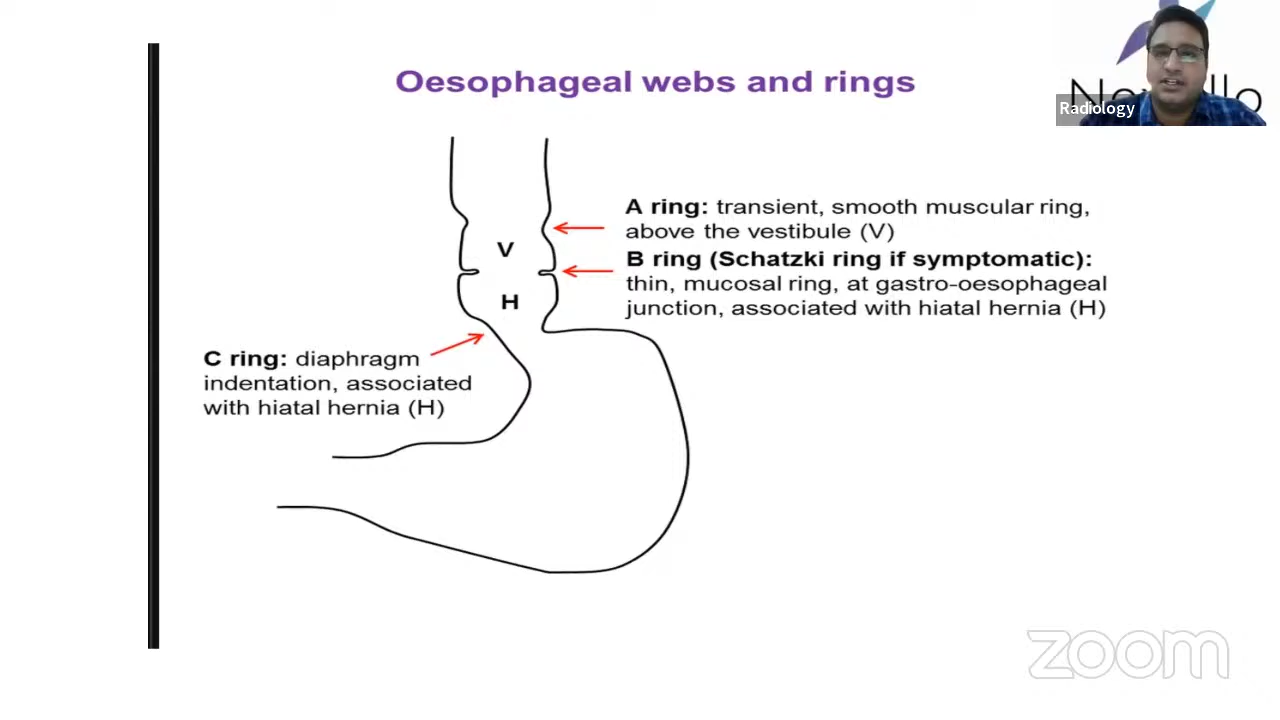 Oesophageal webs and rings
Radiology
A ring: transient, smooth muscular ring,
above the vestibule (V)
B ring (Schatzki ring if symptomatic):
thin, mucosal ring, at gastro-oesophageal
junction, associated with hiatal hernia (H)
V
H
C ring: diaphragm
indentation, associated
with hiatal hernia (H)
zoom